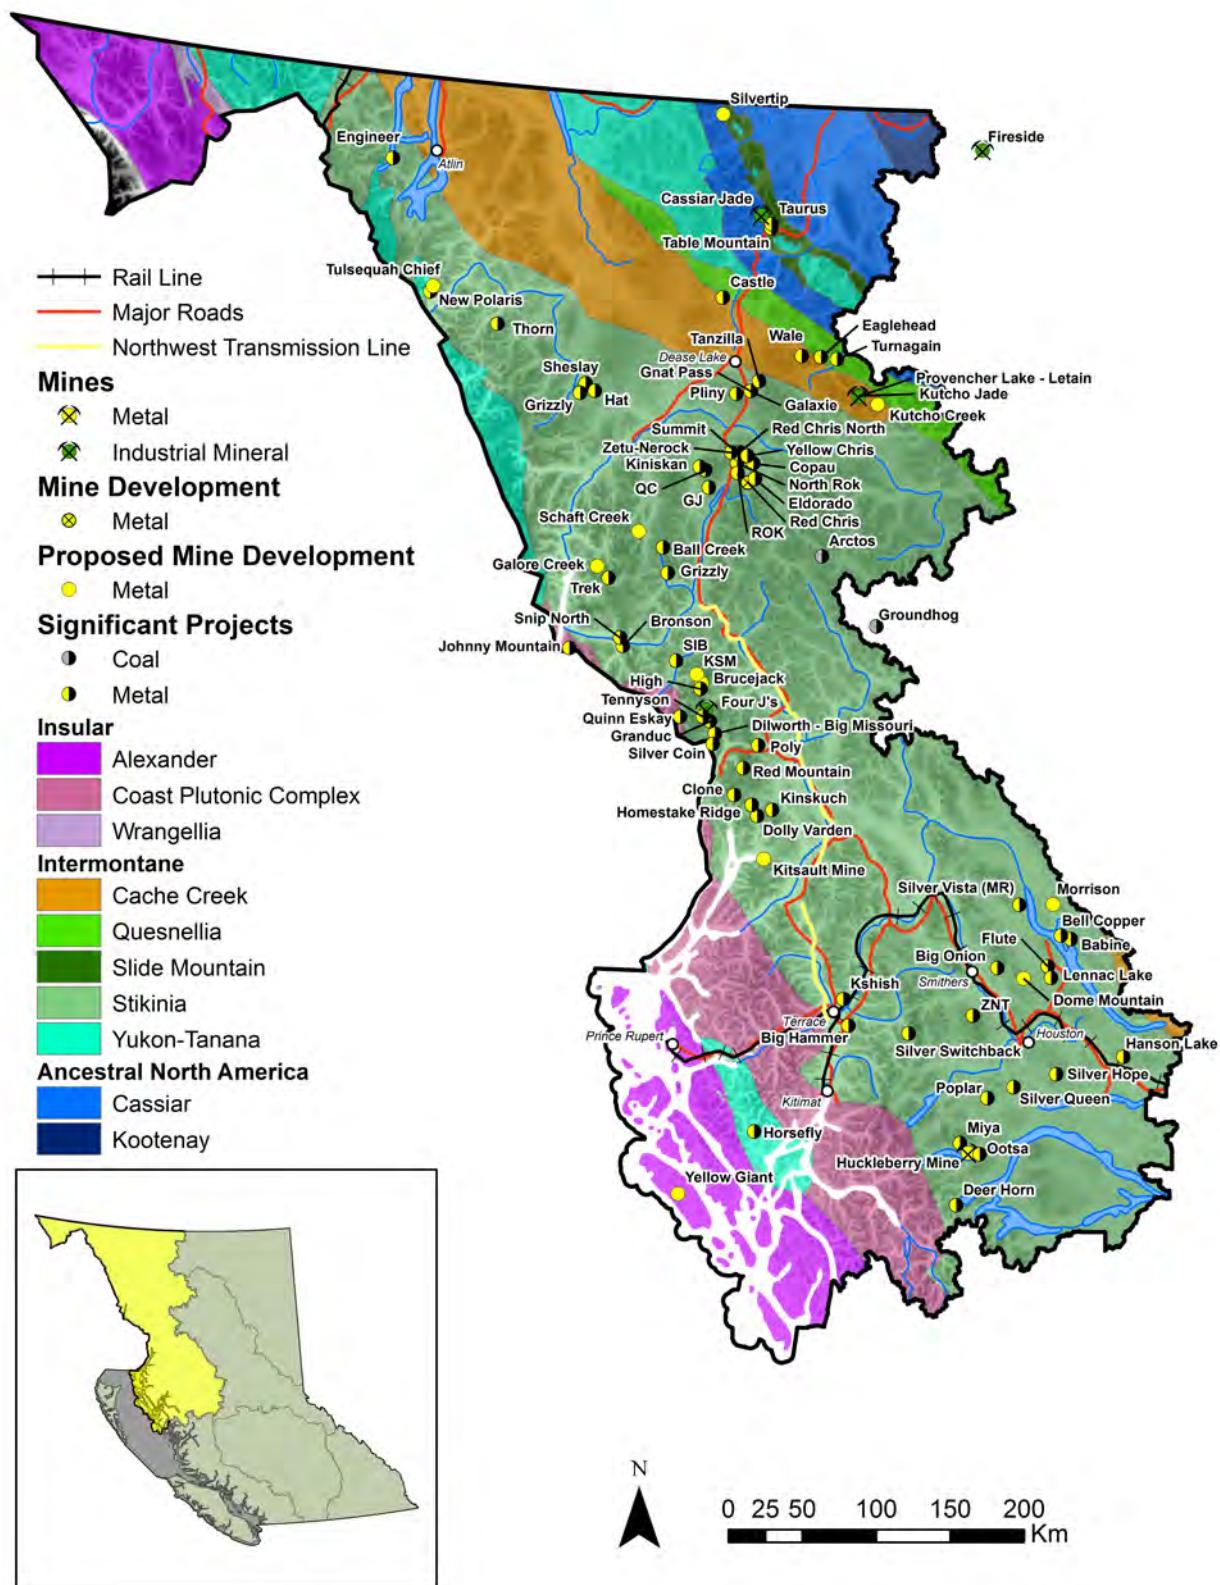 Silvertip
Fireside
Engineer
Atlin
Cassiar Jade
Taurus
Table Mountain
Rail Line
Major Roads
Northwest Transmission Line
Mines
Metal
Industrial Mineral
Mine Development
Metal
Proposed Mine Development
Metal
Significant Projects
Coal
Metal
Insular
Alexander
Coast Plutonic Complex
Wrangellia
Intermontane
Cache Creek
Quesnellia
Slide Mountain
Stikinia
Yukon-Tanana
Ancestral North America
Cassiar
Kootenay
Tulsequah Chief
New Polaris
Thorn
Castle
Tanzilla
Wale
Eaglehead
Turnagain
Dease Lake
Sheslay
Gnat Pass
Provencher Lake - Letain
Kutcho Jade
Grizzly
Hat
Pliny
Galaxie
Kutcho Creek
Summit
Red Chris North
Zetu-Nerock
Yellow Chris
Kiniskan
Copau
QC
North Rok
GJ
Eldorado
Red Chris
Schaft Creek
ROK
Arctos
Ball Creek
Galore Creek
Grizzly
Trek
Snip North
Bronson
Groundhog
Johnny Mountain
SIB
KSM
High
Brucejack
Tennyson
Four J's
Quinn Eskay
Granduc
Dilworth - Big Missouri
Silver Coin
Poly
Red Mountain
Clone
Kinskuch
Homestake Ridge
Dolly Varden
Kitsault Mine
Silver Vista (MR)
Morrison
Bell Copper
Babine
Flute
Big Onion
Lennac Lake
Smithers
Kshish
Dome Mountain
ZNT
Terrace
Prince Rupert
Big Hammer
Houston
Silver Switchback
Hanson Lake
Silver Hope
Kitimat
Poplar
Silver Queen
Horsefly
Miya
Ootsa
Huckleberry Mine
Yellow Giant
Deer Horn
N
0 25 50 100 150 200
Km